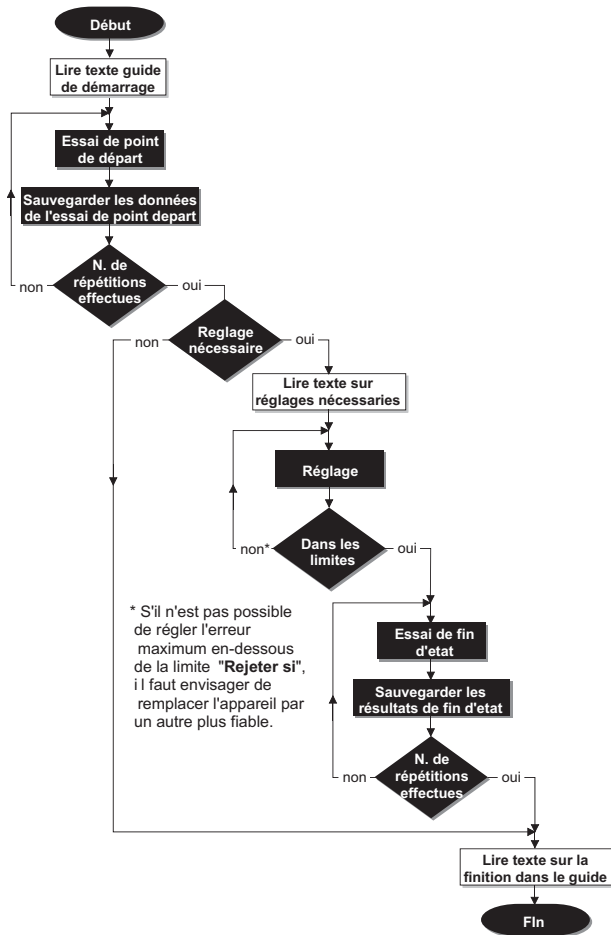 Début
Lire texte guide
de démarrage
Essai de point
de départ
Sauvegarder les données
de l'essai de point depart
N. de
répétitions
effectues
non
oui
Reglage
nécessaire
non
oui
Lire texte sur
réglages nécessaries
Réglage
Dans les
limites
non*
oui
* S'il n'est pas possible
de régler l'erreur
maximum en-dessous
de la limite "Rejeter si",
i l faut envisager de
remplacer l'appareil par
un autre plus fiable.
Essai de fin
d'etat
Sauvegarder les
résultats de fin d'etat
N. de
répétitions
effectues
non
oui
Lire texte sur la
finition dans le guide
FIn